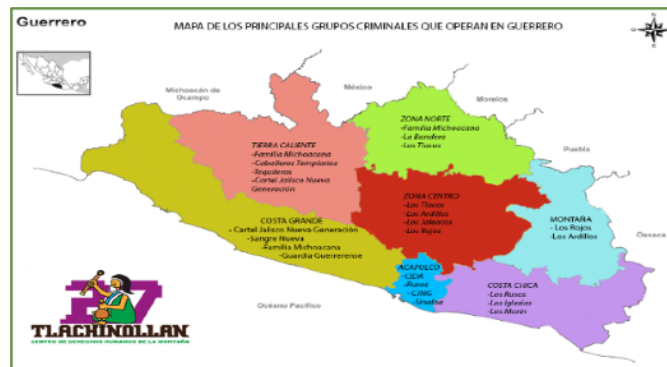 Guerrero
MAPA DE LOS PRINCIPALES GRUPOS CRIMINALES QUE OPERAN EN GUERRERO
Michoacán de
Ocampo
México
Morelos
Puebla
Oaxaca
ZONA NORTE
-Familia Michoacana
-La Bandera
-Los Tlacos
TIERRA CALIENTE
-Familia Michoacana
-Caballeros Templarios
-Tequileros
-Cartel Jalisco Nueva
Generación
ZONA CENTRO
-Los Tlacos
-Los Ardillos
-Los Jaleacos
-Los Rojos
MONTAÑA
-Los Rojos
-Los Ardillos
COSTA GRANDE
-Cartel Jalisco Nueva Generación
-Sangre Nueva
-Familia Michoacana
-Guardia Guerrerense
ACAPULCO
-CIDA
-Rusos
-CJNG
-Sinaloa
COSTA CHICA
-Los Rusos
-Los Iglesias
-Los Marín
Océano Pacífico
TLACHINOLLAN
CENTRO DE DERECHOS HUMANOS DE LA MONTAÑA